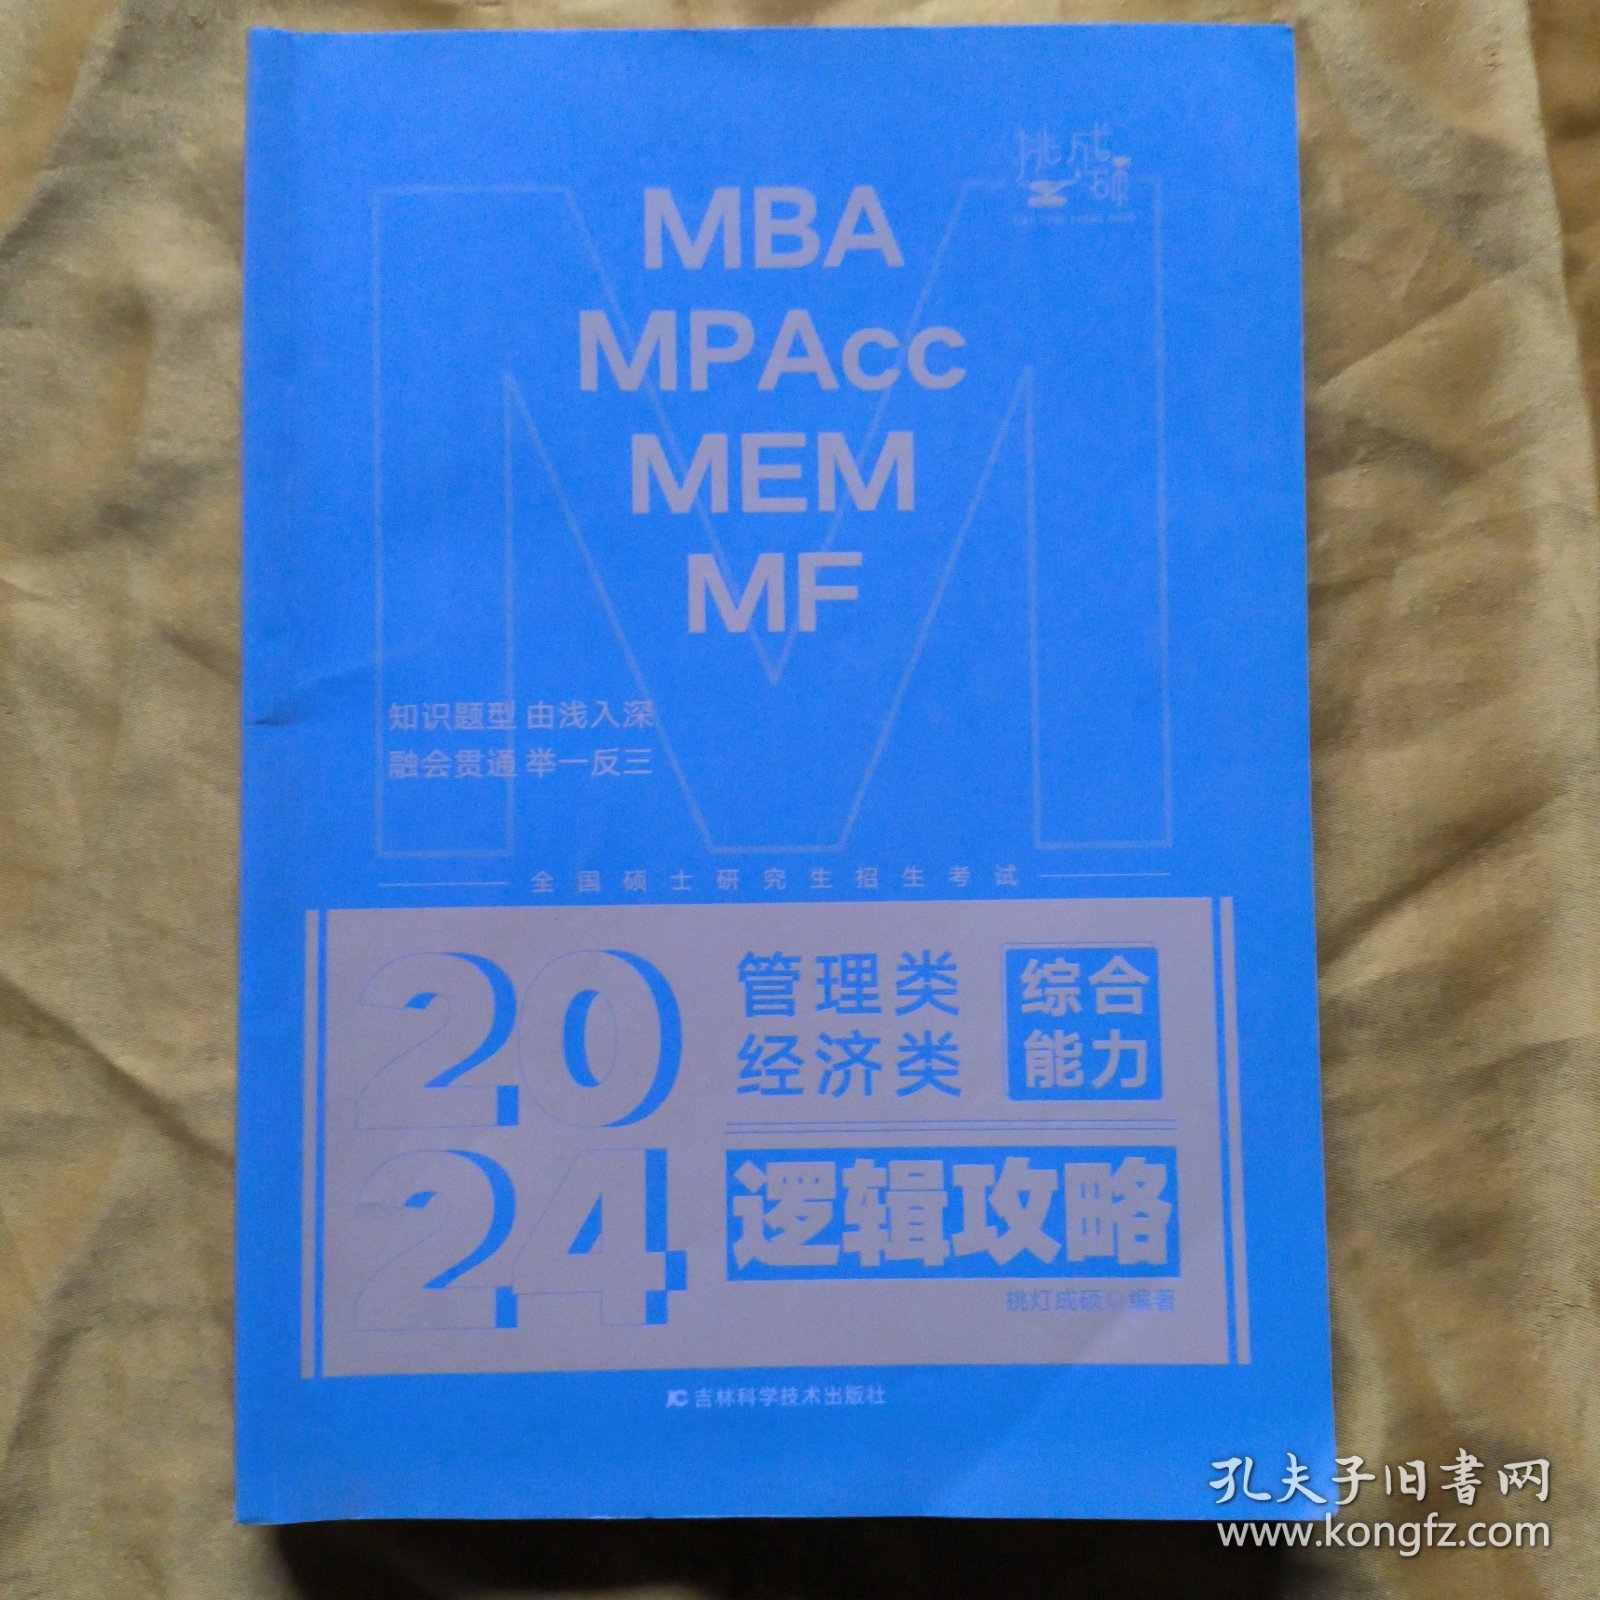 挑灯成硕
MBA
MPAcc
MEM
MF
知识题型 由浅入深
融会贯通 举一反三
全国硕士研究生招生考试
2024
管理类
经济类
综合
能力
逻辑攻略
挑灯成硕◎编著
JC 吉林科学技术出版社
孔夫子旧书网
www.kongfz.com